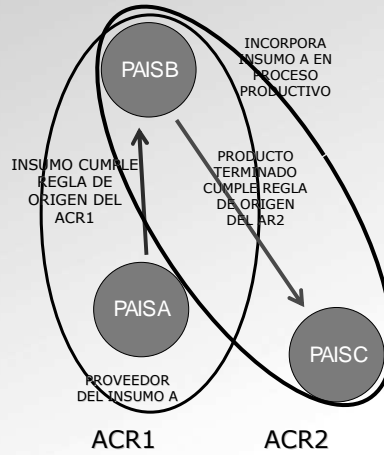 PAISB
INCORPORA
INSUMO A EN
PROCESO
PRODUCTIVO
INSUMO CUMPLE
REGLA DE
ORIGEN DEL
ACR1
PRODUCTO
TERMINADO
CUMPLE REGLA
DE ORIGEN
DEL AR2
PAISA
PAISC
PROVEEDOR
DEL INSUMO A
ACR1
ACR2